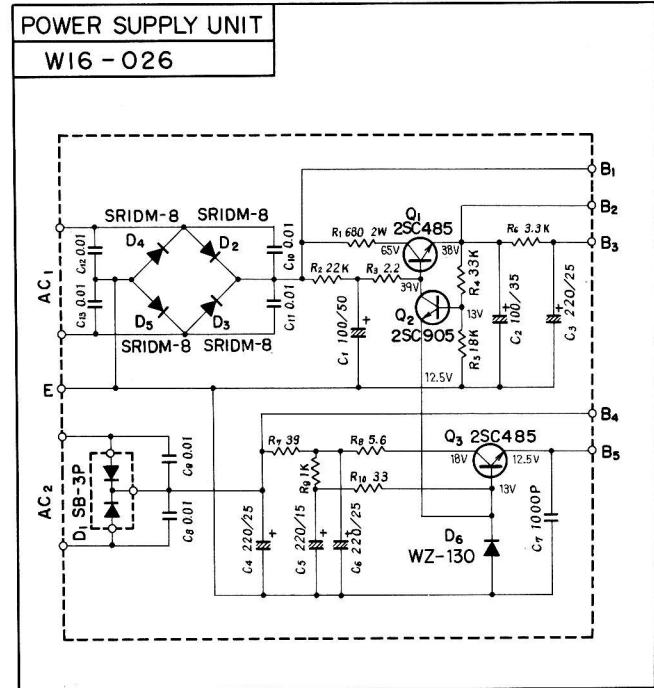 POWER SUPPLY UNIT
W16-026
B1
B2
B3
SRIDM-8 SRIDM-8
Q1
2SC485
R1 680 2W
65V
38V
R6 3.3K
C12 0.01
D4
D2
C10 0.01
R2 22K
R3 2.2
39V
R4 33K
AC1
C13 0.01
D5
D3
C11 0.01
C1 100/50
+
Q2
2SC905
13V
R5 18K
C2 100/35
+
C3 220/25
+
SRIDM-8 SRIDM-8
12.5V
E
B4
B5
AC2
D1 SB-3P
C9 0.01
C8 0.01
R7 39
R8 5.6
Q3 2SC485
18V
12.5V
R9 1K
R10 33
13V
C4 220/25
+
C5 220/15
+
C6 220/25
+
D6
WZ-130
C7 1000P